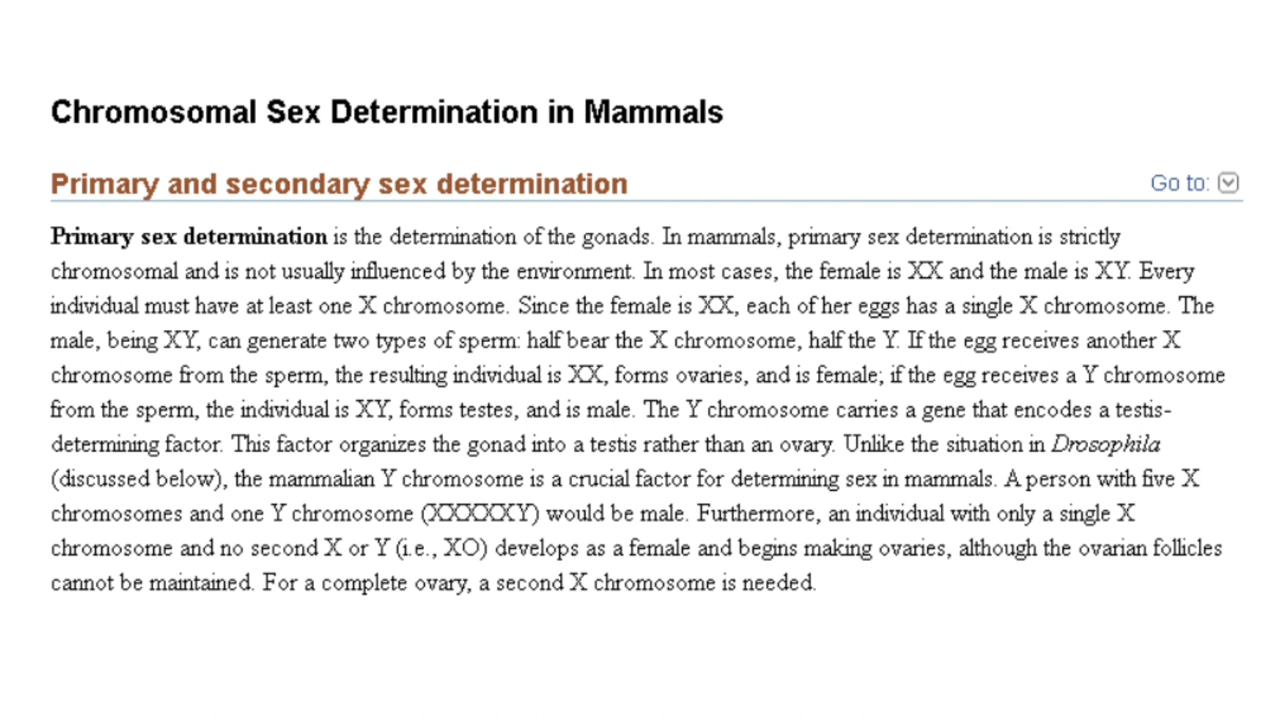 Chromosomal Sex Determination in Mammals
Primary and secondary sex determination
Go to:
Primary sex determination is the determination of the gonads. In mammals, primary sex determination is strictly
chromosomal and is not usually influenced by the environment. In most cases, the female is XX and the male is XY. Every
individual must have at least one X chromosome. Since the female is XX, each of her eggs has a single X chromosome. The
male, being XY, can generate two types of sperm: half bear the X chromosome, half the Y. If the egg receives another X
chromosome from the sperm, the resulting individual is XX, forms ovaries, and is female; if the egg receives a Y chromosome
from the sperm, the individual is XY, forms testes, and is male. The Y chromosome carries a gene that encodes a testis-
determining factor. This factor organizes the gonad into a testis rather than an ovary. Unlike the situation in Drosophila
(discussed below), the mammalian Y chromosome is a crucial factor for determining sex in mammals. A person with five X
chromosomes and one Y chromosome (XXXXXY) would be male. Furthermore, an individual with only a single X
chromosome and no second X or Y (i.e., XO) develops as a female and begins making ovaries, although the ovarian follicles
cannot be maintained. For a complete ovary, a second X chromosome is needed.